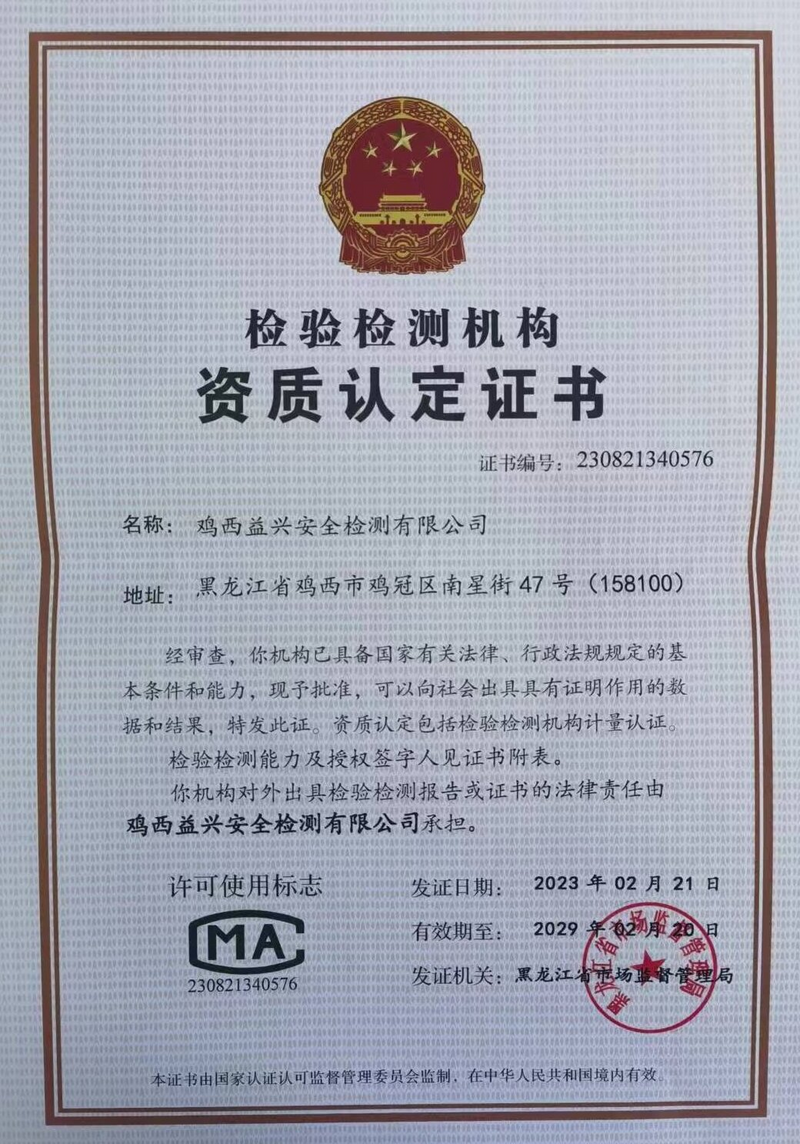 检验检测机构
资质认定证书
证书编号：230821340576
名称：鸡西益兴安全检测有限公司
地址：黑龙江省鸡西市鸡冠区南星街47号（158100）
经审查，你机构已具备国家有关法律、行政法规规定的基
本条件和能力，现予批准，可以向社会出具具有证明作用的数
据和结果，特发此证。资质认定包括检验检测机构计量认证。
检验检测能力及授权签字人见证书附表。
你机构对外出具检验检测报告或证书的法律责任由
鸡西益兴安全检测有限公司承担。
许可使用标志
MA
230821340576
发证日期：2023年02月21日
有效期至：2029年02月20日
发证机关：黑龙江省市场监督管理局
黑龙江省市场监督管理局
本证书由国家认证认可监督管理委员会监制，在中华人民共和国境内有效。